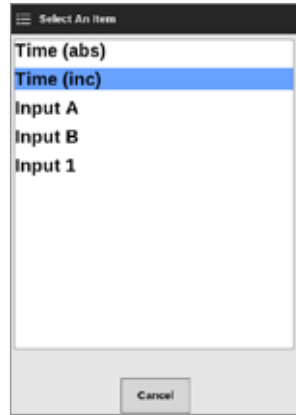 Select An Item
Time (abs)
Time (inc)
Input A
Input B
Input 1
Cancel